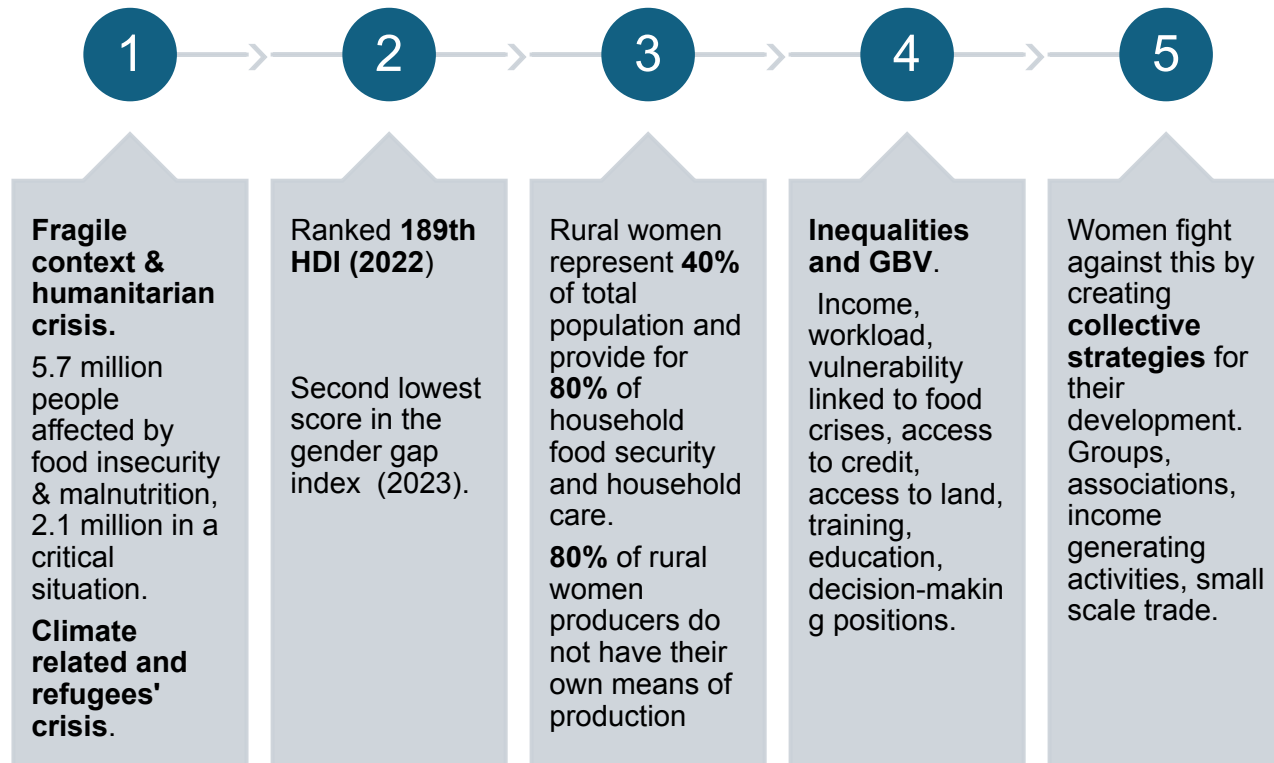 1
2
3
4
5
Fragile
context &
humanitarian
crisis.
5.7 million
people
affected by
food insecurity
& malnutrition,
2.1 million in a
critical
situation.
Climate
related and
refugees'
crisis.
Ranked 189th
HDI (2022)
Second lowest
score in the
gender gap
index (2023).
Rural women
represent 40%
of total
population and
provide for
80% of
household
food security
and household
care.
80% of rural
women
producers do
not have their
own means of
production
Inequalities
and GBV.
Income,
workload,
vulnerability
linked to food
crises, access
to credit,
access to land,
training,
education,
decision-makin
g positions.
Women fight
against this by
creating
collective
strategies for
their
development.
Groups,
associations,
income
generating
activities, small
scale trade.